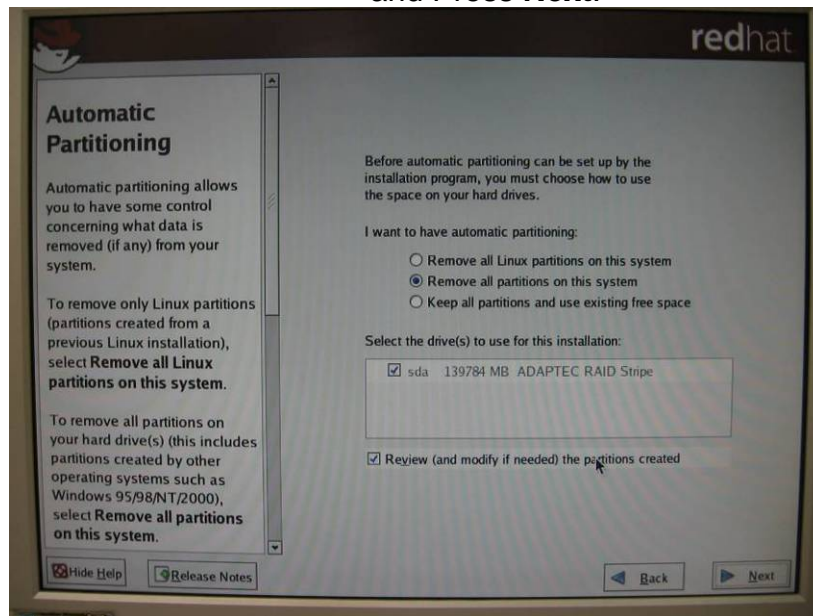 and Press Next.
redhat
Automatic
Partitioning
Automatic partitioning allows
you to have some control
concerning what data is
removed (if any) from your
system.
To remove only Linux partitions
(partitions created from a
previous Linux installation),
select Remove all Linux
partitions on this system.
To remove all partitions on
your hard drive(s) (this includes
partitions created by other
operating systems such as
Windows 95/98/NT/2000),
select Remove all partitions
on this system.
Before automatic partitioning can be set up by the
installation program, you must choose how to use
the space on your hard drives.
I want to have automatic partitioning:
Remove all Linux partitions on this system
Remove all partitions on this system
Keep all partitions and use existing free space
Select the drive(s) to use for this installation:
sda 139784 MB ADAPTEC RAID Stripe
Review (and modify if needed) the partitions created
Hide Help
Release Notes
Back
Next